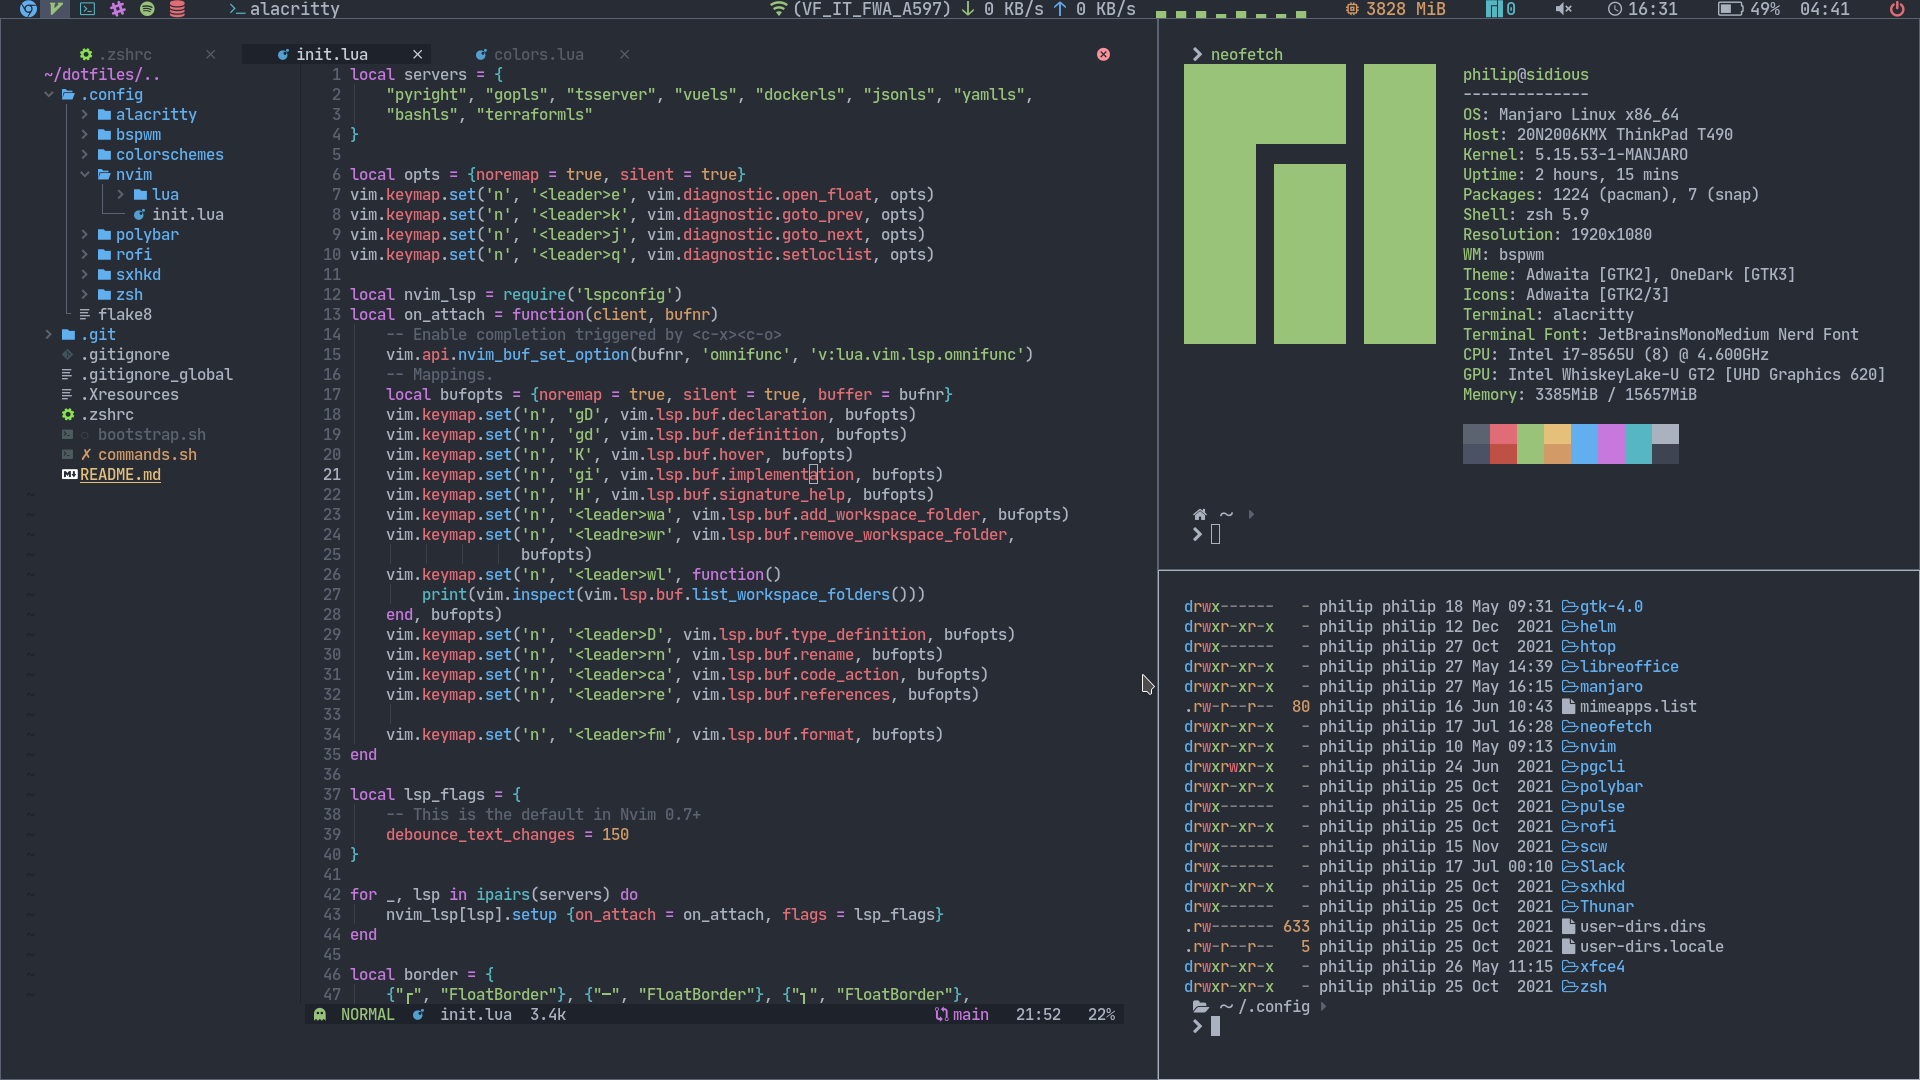 alacritty
(VF_IT_FWA_A597) 0 KB/s 0 KB/s
3828 MiB
0
16:31
49%
04:41
.zshrc
init.lua
colors.lua
~/dotfiles/..
.config
alacritty
bspwm
colorschemes
nvim
lua
init.lua
polybar
rofi
sxhkd
zsh
flake8
.git
.gitignore
.gitignore_global
.Xresources
.zshrc
bootstrap.sh
commands.sh
README.md
1 local servers = {
2 "pyright", "gopls", "tsserver", "vuels", "dockerls", "jsonls", "yamlls",
3 "bashls", "terraformls"
4 }
5
6 local opts = {noremap = true, silent = true}
7 vim.keymap.set('n', '<leader>e', vim.diagnostic.open_float, opts)
8 vim.keymap.set('n', '<leader>k', vim.diagnostic.goto_prev, opts)
9 vim.keymap.set('n', '<leader>j', vim.diagnostic.goto_next, opts)
10 vim.keymap.set('n', '<leader>q', vim.diagnostic.setloclist, opts)
11
12 local nvim_lsp = require('lspconfig')
13 local on_attach = function(client, bufnr)
14 -- Enable completion triggered by <c-x><c-o>
15 vim.api.nvim_buf_set_option(bufnr, 'omnifunc', 'v:lua.vim.lsp.omnifunc')
16 -- Mappings.
17 local bufopts = {noremap = true, silent = true, buffer = bufnr}
18 vim.keymap.set('n', 'gD', vim.lsp.buf.declaration, bufopts)
19 vim.keymap.set('n', 'gd', vim.lsp.buf.definition, bufopts)
20 vim.keymap.set('n', 'K', vim.lsp.buf.hover, bufopts)
21 vim.keymap.set('n', 'gi', vim.lsp.buf.implementation, bufopts)
22 vim.keymap.set('n', 'H', vim.lsp.buf.signature_help, bufopts)
23 vim.keymap.set('n', '<leader>wa', vim.lsp.buf.add_workspace_folder, bufopts)
24 vim.keymap.set('n', '<leadre>wr', vim.lsp.buf.remove_workspace_folder,
25 bufopts)
26 vim.keymap.set('n', '<leader>wl', function()
27 print(vim.inspect(vim.lsp.buf.list_workspace_folders()))
28 end, bufopts)
29 vim.keymap.set('n', '<leader>D', vim.lsp.buf.type_definition, bufopts)
30 vim.keymap.set('n', '<leader>rn', vim.lsp.buf.rename, bufopts)
31 vim.keymap.set('n', '<leader>ca', vim.lsp.buf.code_action, bufopts)
32 vim.keymap.set('n', '<leader>re', vim.lsp.buf.references, bufopts)
33
34 vim.keymap.set('n', '<leader>fm', vim.lsp.buf.format, bufopts)
35 end
36
37 local lsp_flags = {
38 -- This is the default in Nvim 0.7+
39 debounce_text_changes = 150
40 }
41
42 for _, lsp in ipairs(servers) do
43 nvim_lsp[lsp].setup {on_attach = on_attach, flags = lsp_flags}
44 end
45
46 local border = {
47 {"┌", "FloatBorder"}, {"─", "FloatBorder"}, {"┐", "FloatBorder"},
NORMAL init.lua 3.4k main 21:52 22%
❯ neofetch
philip@sidious
--------------
OS: Manjaro Linux x86_64
Host: 20N2006KMX ThinkPad T490
Kernel: 5.15.53-1-MANJARO
Uptime: 2 hours, 15 mins
Packages: 1224 (pacman), 7 (snap)
Shell: zsh 5.9
Resolution: 1920x1080
WM: bspwm
Theme: Adwaita [GTK2], OneDark [GTK3]
Icons: Adwaita [GTK2/3]
Terminal: alacritty
Terminal Font: JetBrainsMonoMedium Nerd Font
CPU: Intel i7-8565U (8) @ 4.600GHz
GPU: Intel WhiskeyLake-U GT2 [UHD Graphics 620]
Memory: 3385MiB / 15657MiB
~
❯
drwx------ - philip philip 18 May 09:31 gtk-4.0
drwxr-xr-x - philip philip 12 Dec 2021 helm
drwx------ - philip philip 27 Oct 2021 htop
drwxr-xr-x - philip philip 27 May 14:39 libreoffice
drwxr-xr-x - philip philip 27 May 16:15 manjaro
.rw-r--r-- 80 philip philip 16 Jun 10:43 mimeapps.list
drwxr-xr-x - philip philip 17 Jul 16:28 neofetch
drwxr-xr-x - philip philip 10 May 09:13 nvim
drwxrwxr-x - philip philip 24 Jun 2021 pgcli
drwxr-xr-x - philip philip 25 Oct 2021 polybar
drwx------ - philip philip 25 Oct 2021 pulse
drwxr-xr-x - philip philip 25 Oct 2021 rofi
drwx------ - philip philip 15 Nov 2021 scw
drwx------ - philip philip 17 Jul 00:10 Slack
drwxr-xr-x - philip philip 25 Oct 2021 sxhkd
drwx------ - philip philip 25 Oct 2021 Thunar
.rw------- 633 philip philip 25 Oct 2021 user-dirs.dirs
.rw-r--r-- 5 philip philip 25 Oct 2021 user-dirs.locale
drwxr-xr-x - philip philip 26 May 11:15 xfce4
drwxr-xr-x - philip philip 25 Oct 2021 zsh
~/.config
❯